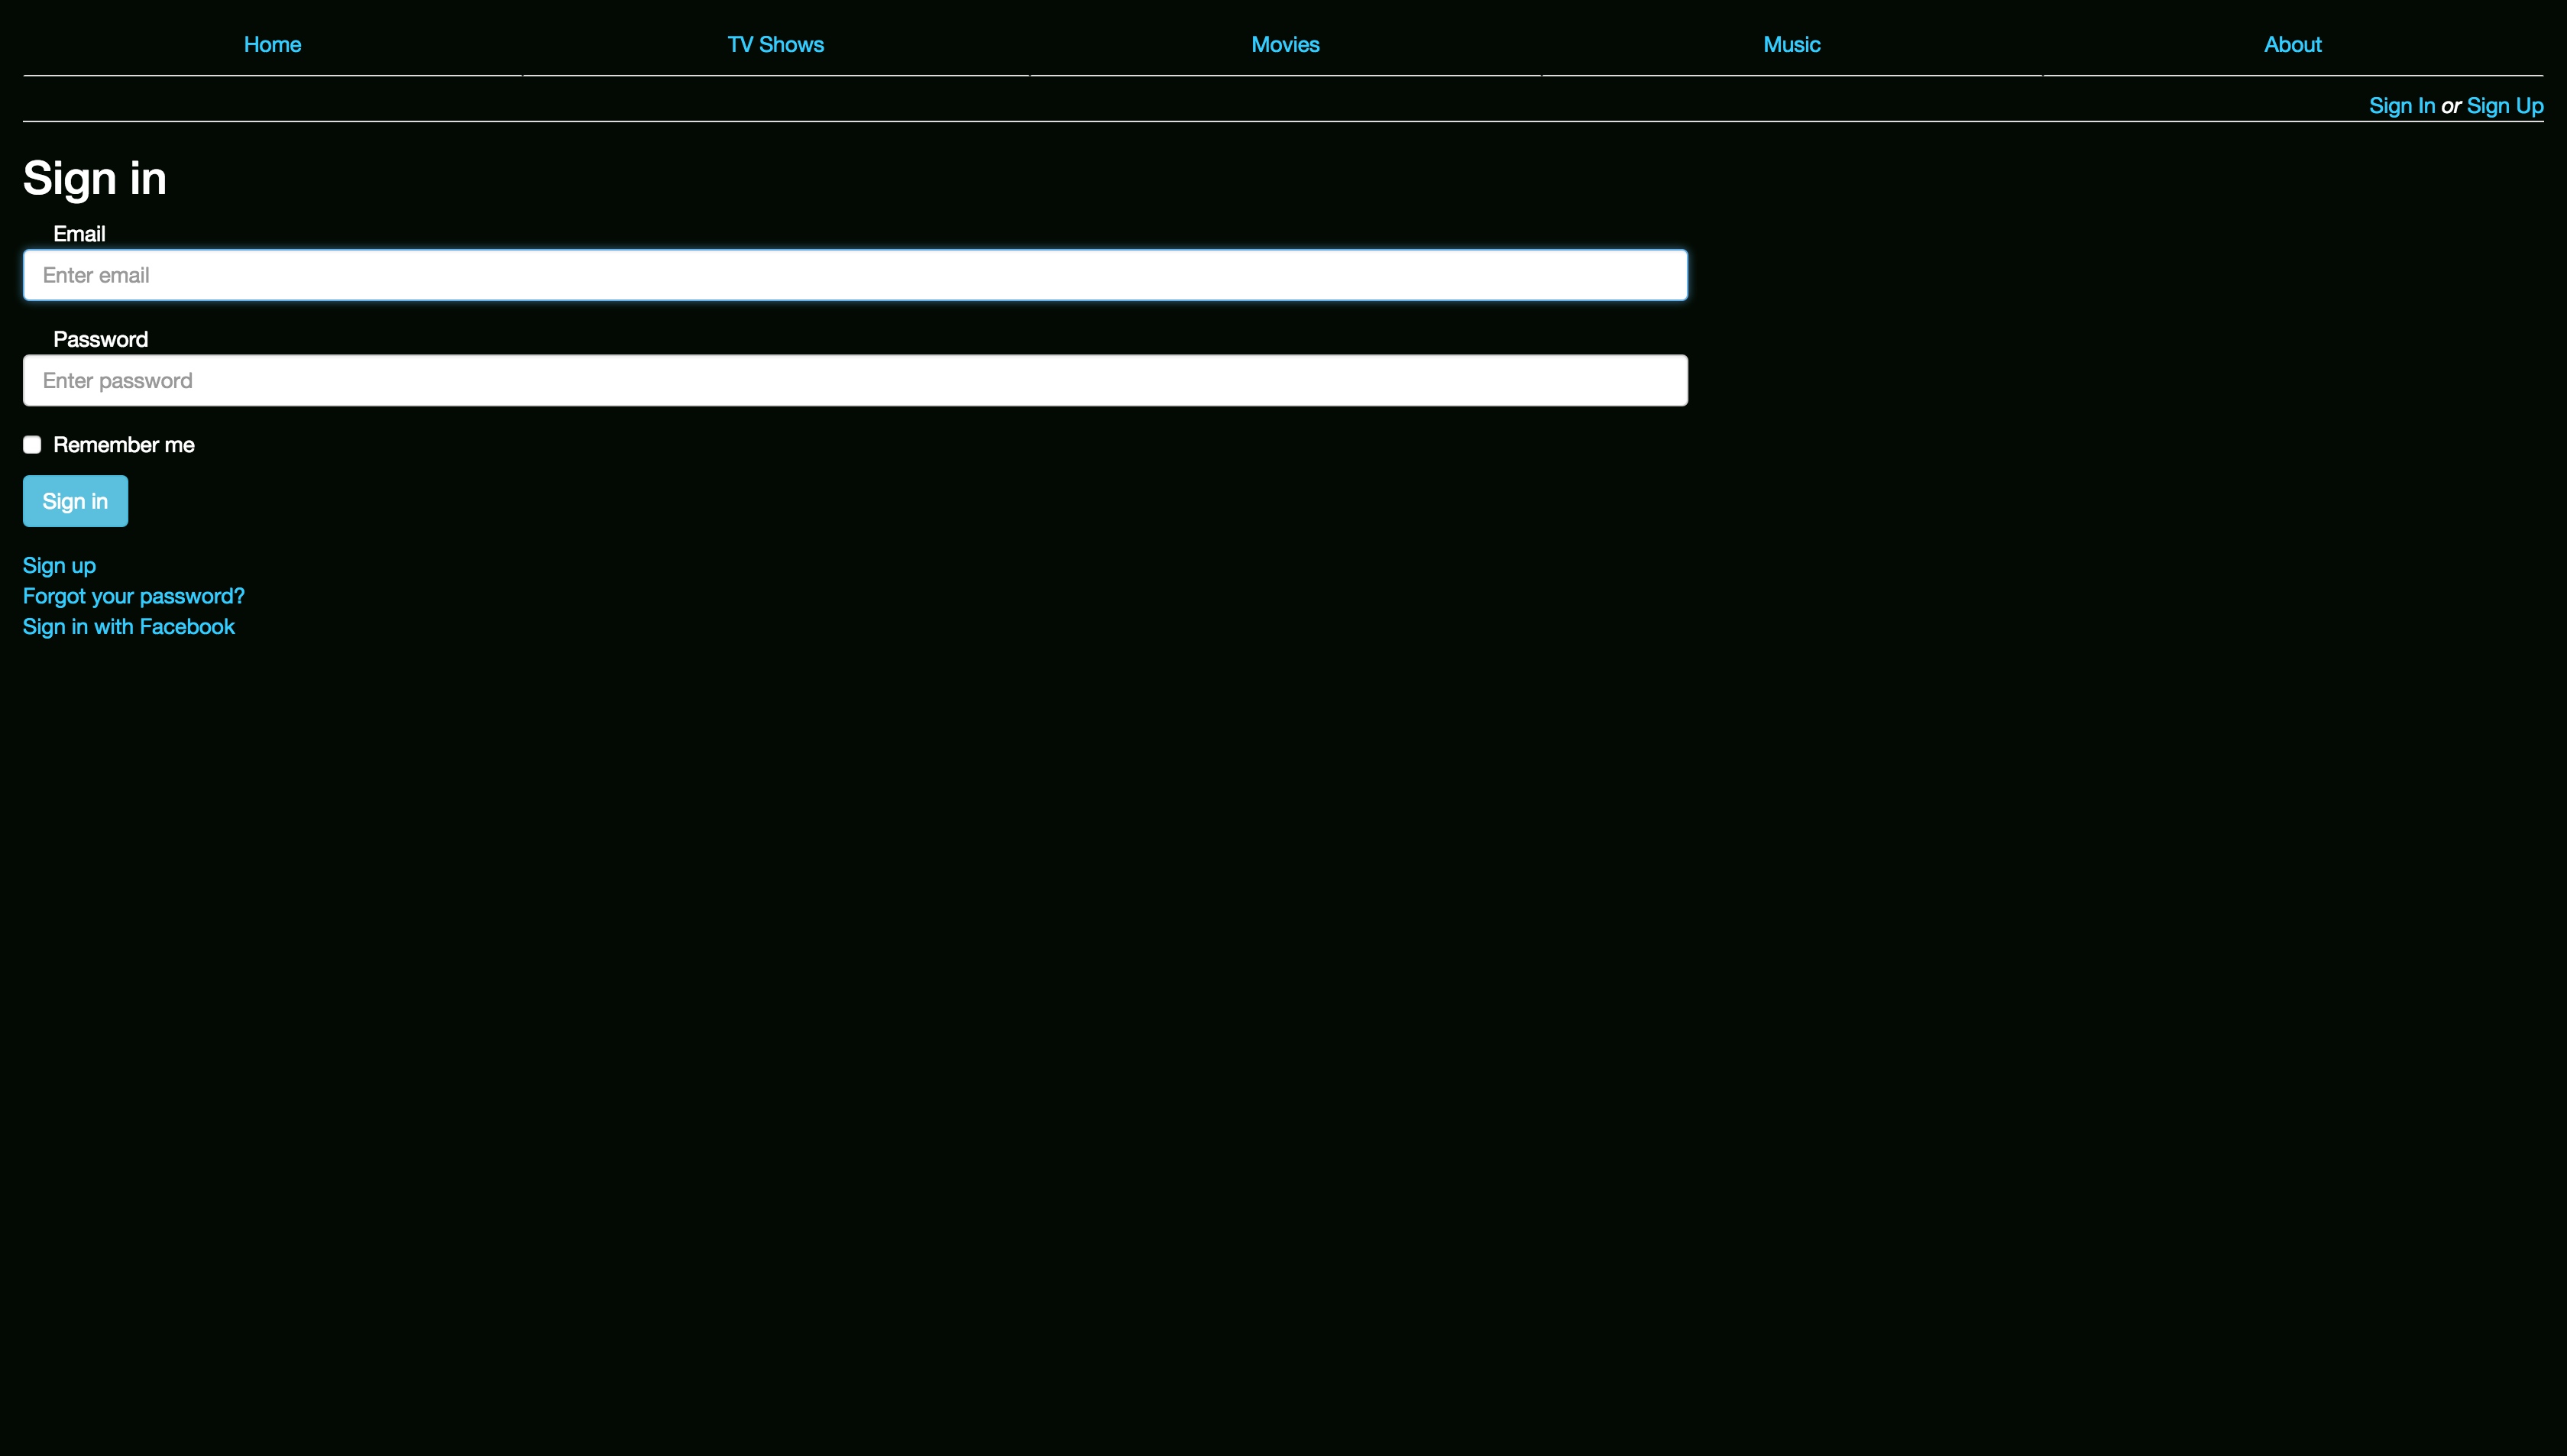 Home TV Shows Movies Music About
Sign In or Sign Up
Sign in
Email
Enter email
Password
Enter password
Remember me
Sign in
Sign up
Forgot your password?
Sign in with Facebook